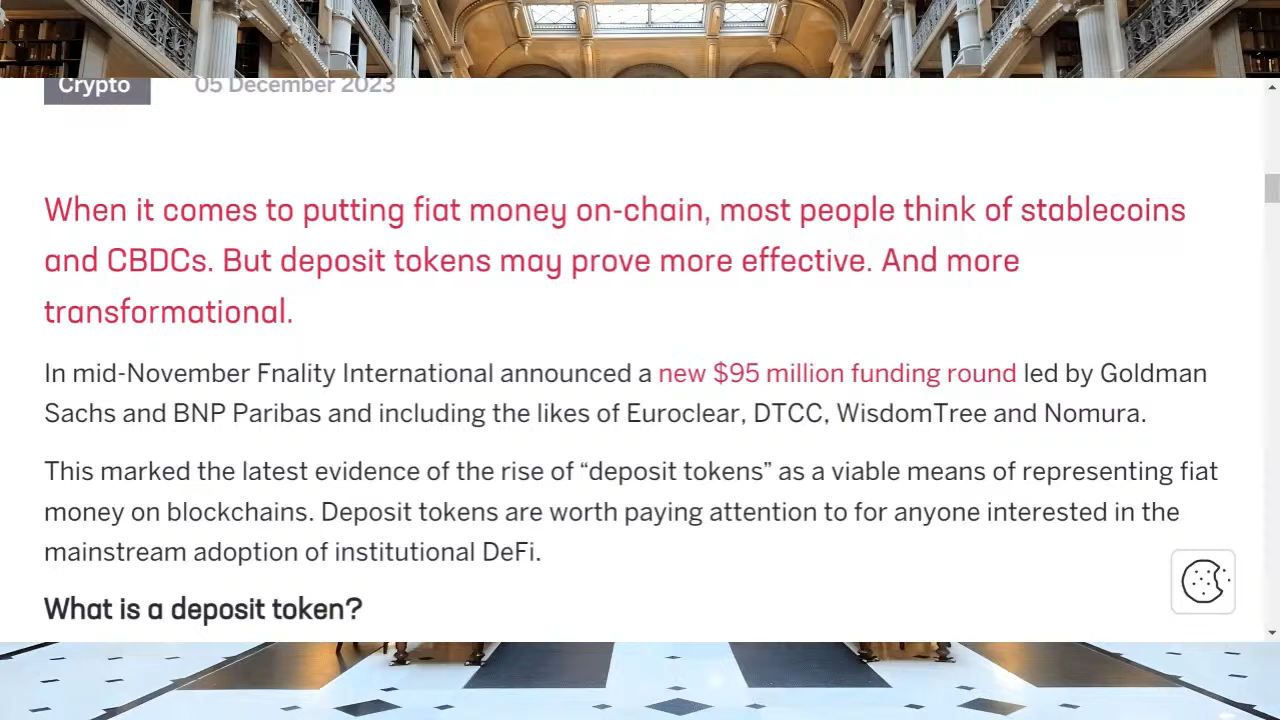 Crypto 05 December 2023
When it comes to putting fiat money on-chain, most people think of stablecoins
and CBDCs. But deposit tokens may prove more effective. And more
transformational.
In mid-November Fnality International announced a new $95 million funding round led by Goldman
Sachs and BNP Paribas and including the likes of Euroclear, DTCC, WisdomTree and Nomura.
This marked the latest evidence of the rise of “deposit tokens” as a viable means of representing fiat
money on blockchains. Deposit tokens are worth paying attention to for anyone interested in the
mainstream adoption of institutional DeFi.
What is a deposit token?